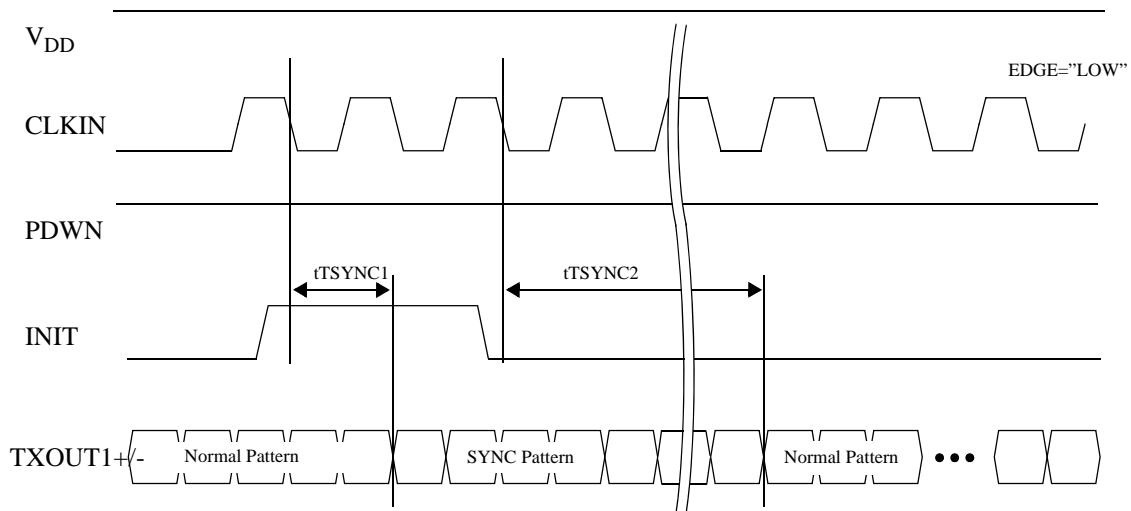 VDD
EDGE=”LOW”
CLKIN
PDWN
tTSYNC1
tTSYNC2
INIT
TXOUT1+/-
Normal Pattern
SYNC Pattern
Normal Pattern